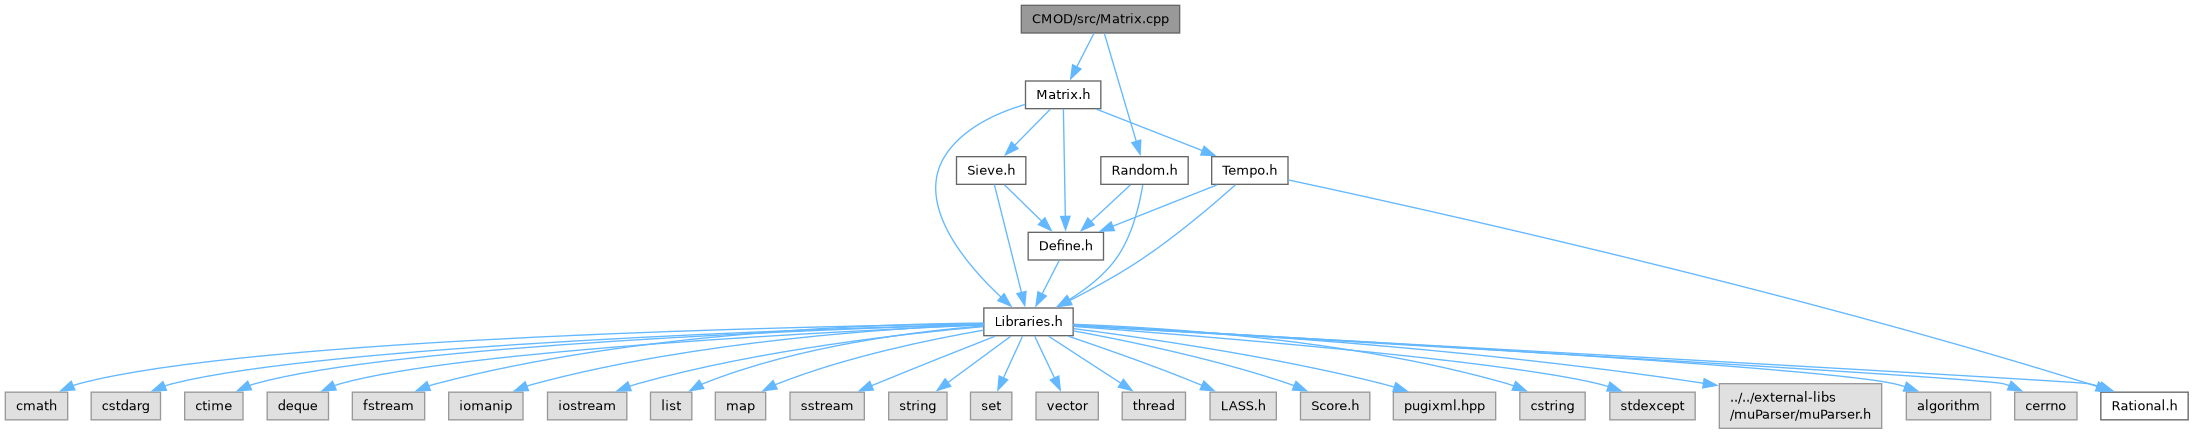 CMOD/src/Matrix.cpp
Matrix.h
Sieve.h
Random.h
Tempo.h
Define.h
Libraries.h
cmath
cstdarg
ctime
deque
fstream
iomanip
iostream
list
map
sstream
string
set
vector
thread
LASS.h
Score.h
pugixml.hpp
cstring
stdexcept
../../external-libs
/muParser/muParser.h
algorithm
cerrno
Rational.h